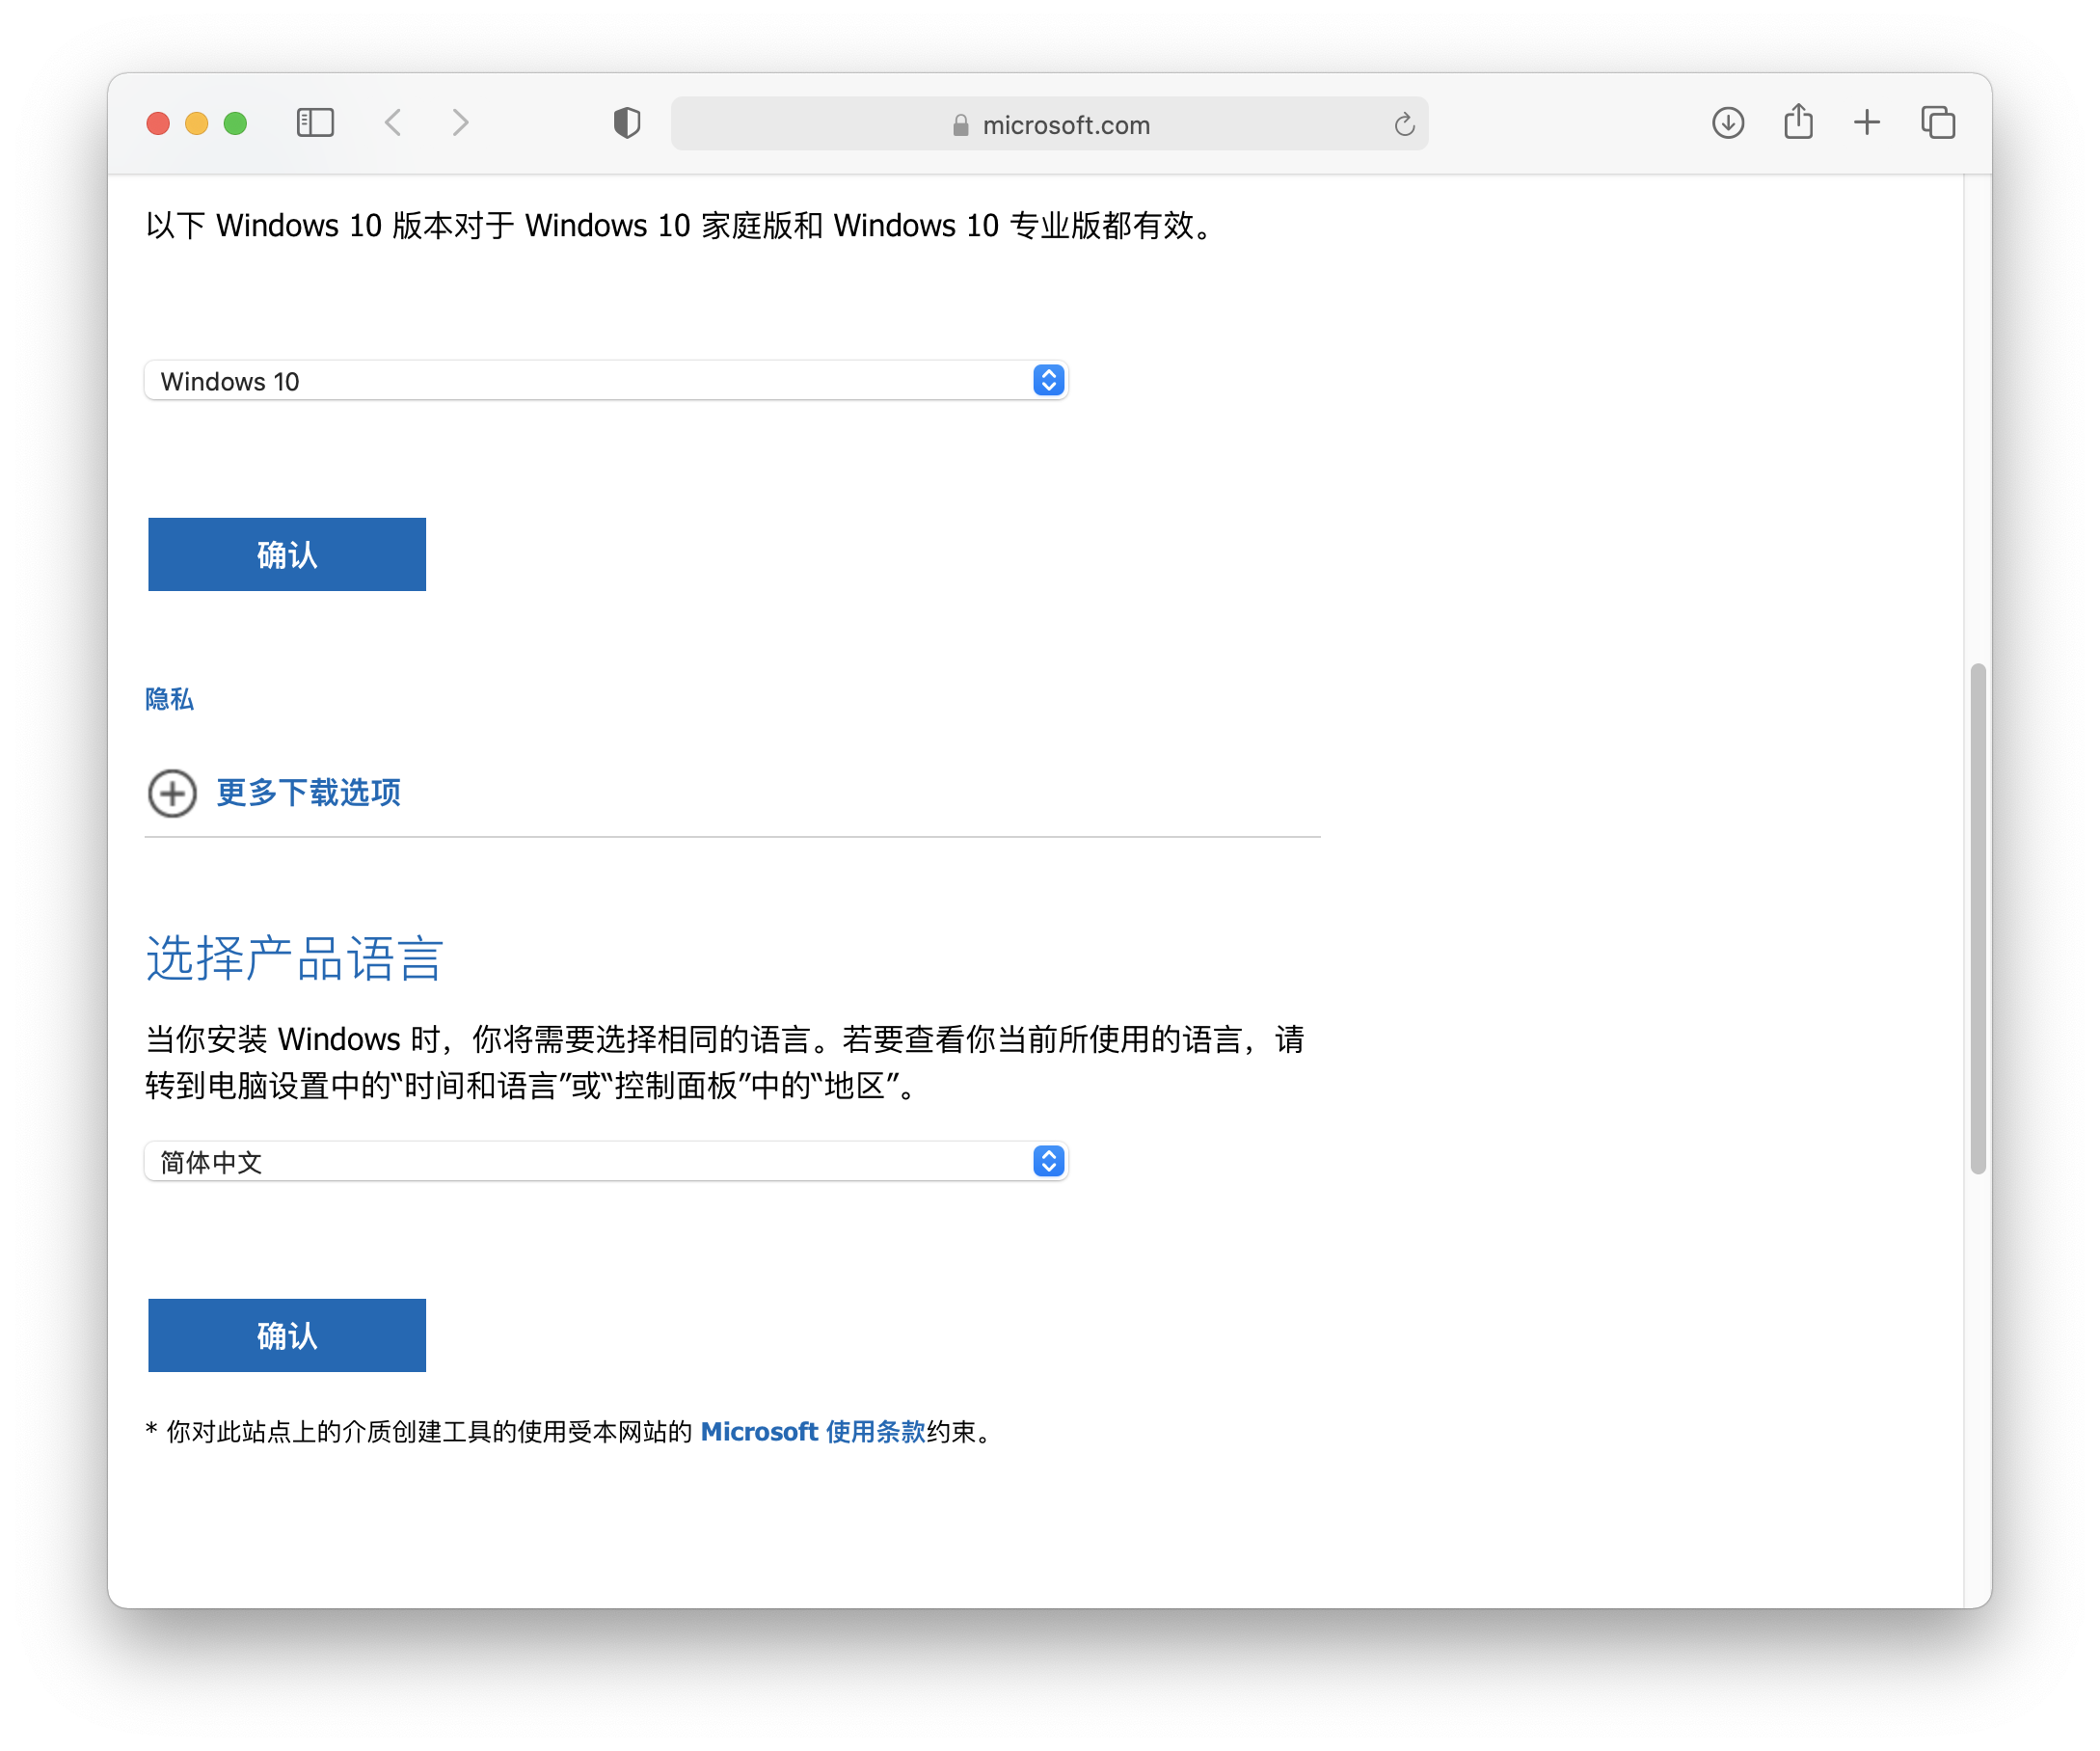 microsoft.com
以下 Windows 10 版本对于 Windows 10 家庭版和 Windows 10 专业版都有效。
Windows 10
确认
隐私
更多下载选项
选择产品语言
当你安装 Windows 时，你将需要选择相同的语言。若要查看你当前所使用的语言，请
转到电脑设置中的“时间和语言”或“控制面板”中的“地区”。
简体中文
确认
* 你对此站点上的介质创建工具的使用受本网站的 Microsoft 使用条款约束。